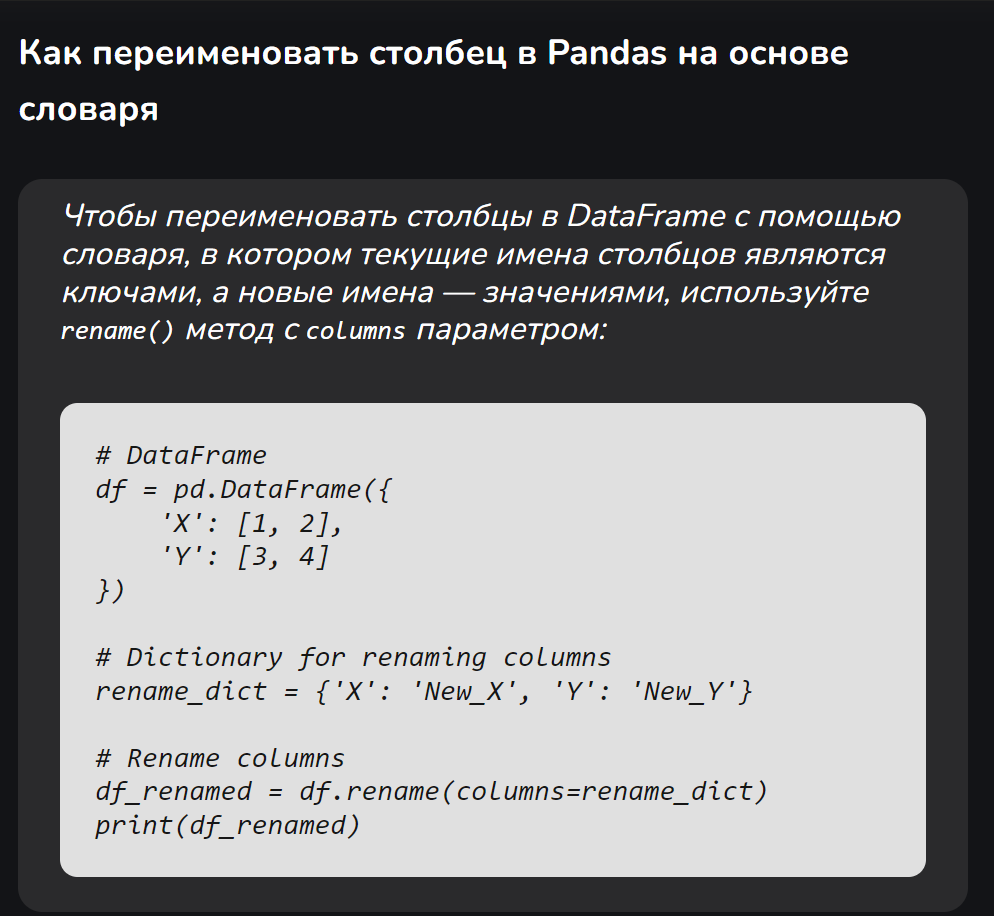 Как переименовать столбец в Pandas на основе
словаря
Чтобы переименовать столбцы в DataFrame с помощью
словаря, в котором текущие имена столбцов являются
ключами, а новые имена — значениями, используйте
rename() метод с columns параметром:
# DataFrame
df = pd.DataFrame({
    'X': [1, 2],
    'Y': [3, 4]
})
# Dictionary for renaming columns
rename_dict = {'X': 'New_X', 'Y': 'New_Y'}
# Rename columns
df_renamed = df.rename(columns=rename_dict)
print(df_renamed)